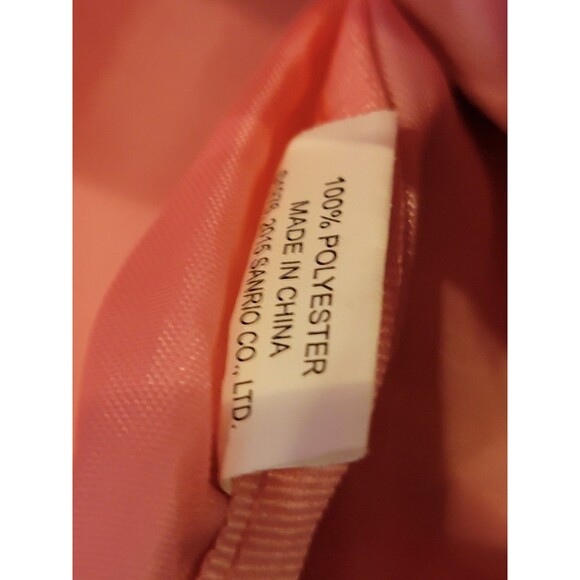 100% POLYESTER
MADE IN CHINA
2015 SANRIO CO., LTD.